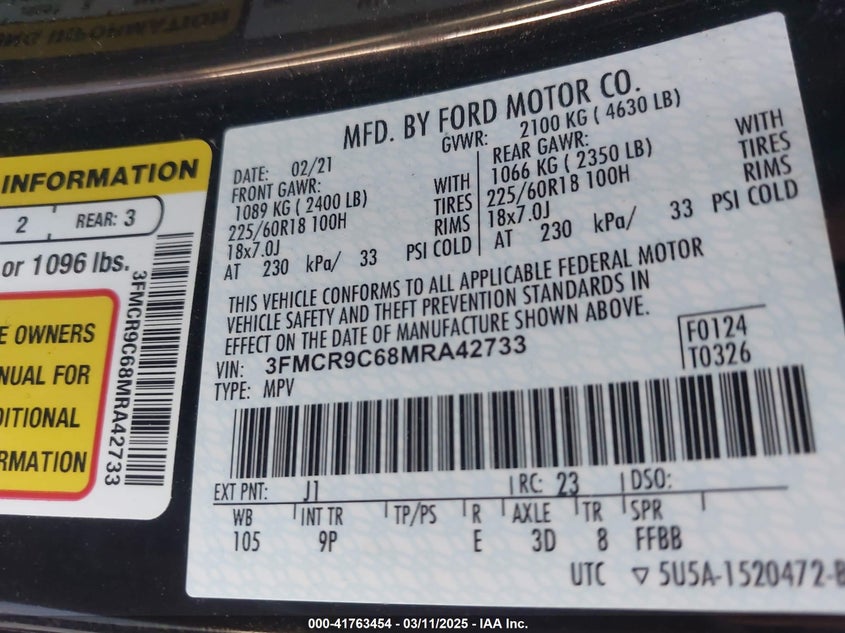 INFORMATION
2 REAR: 3
or 1096 lbs.
E OWNERS
NUAL FOR
DITIONAL
RMATION
3FMCR9C68MRA42733
MFD. BY FORD MOTOR CO.
DATE: 02/21 GVWR: 2100 KG ( 4630 LB)
FRONT GAWR: REAR GAWR:
1089 KG ( 2400 LB) WITH 1066 KG ( 2350 LB) WITH
225/60R18 100H TIRES 225/60R18 100H TIRES
18x7.0J RIMS 18x7.0J RIMS
AT 230 kPa/ 33 PSI COLD AT 230 kPa/ 33 PSI COLD
THIS VEHICLE CONFORMS TO ALL APPLICABLE FEDERAL MOTOR
VEHICLE SAFETY AND THEFT PREVENTION STANDARDS IN
EFFECT ON THE DATE OF MANUFACTURE SHOWN ABOVE.
VIN: 3FMCR9C68MRA42733 F0124
TYPE: MPV T0326
EXT PNT: J1 RC: 23 DSO:
WB INT TR TP/PS R AXLE TR SPR
105 9P E 3D 8 FFBB
UTC ▽ 5U5A-1520472-B
000-41763454 - 03/11/2025 - IAA Inc.